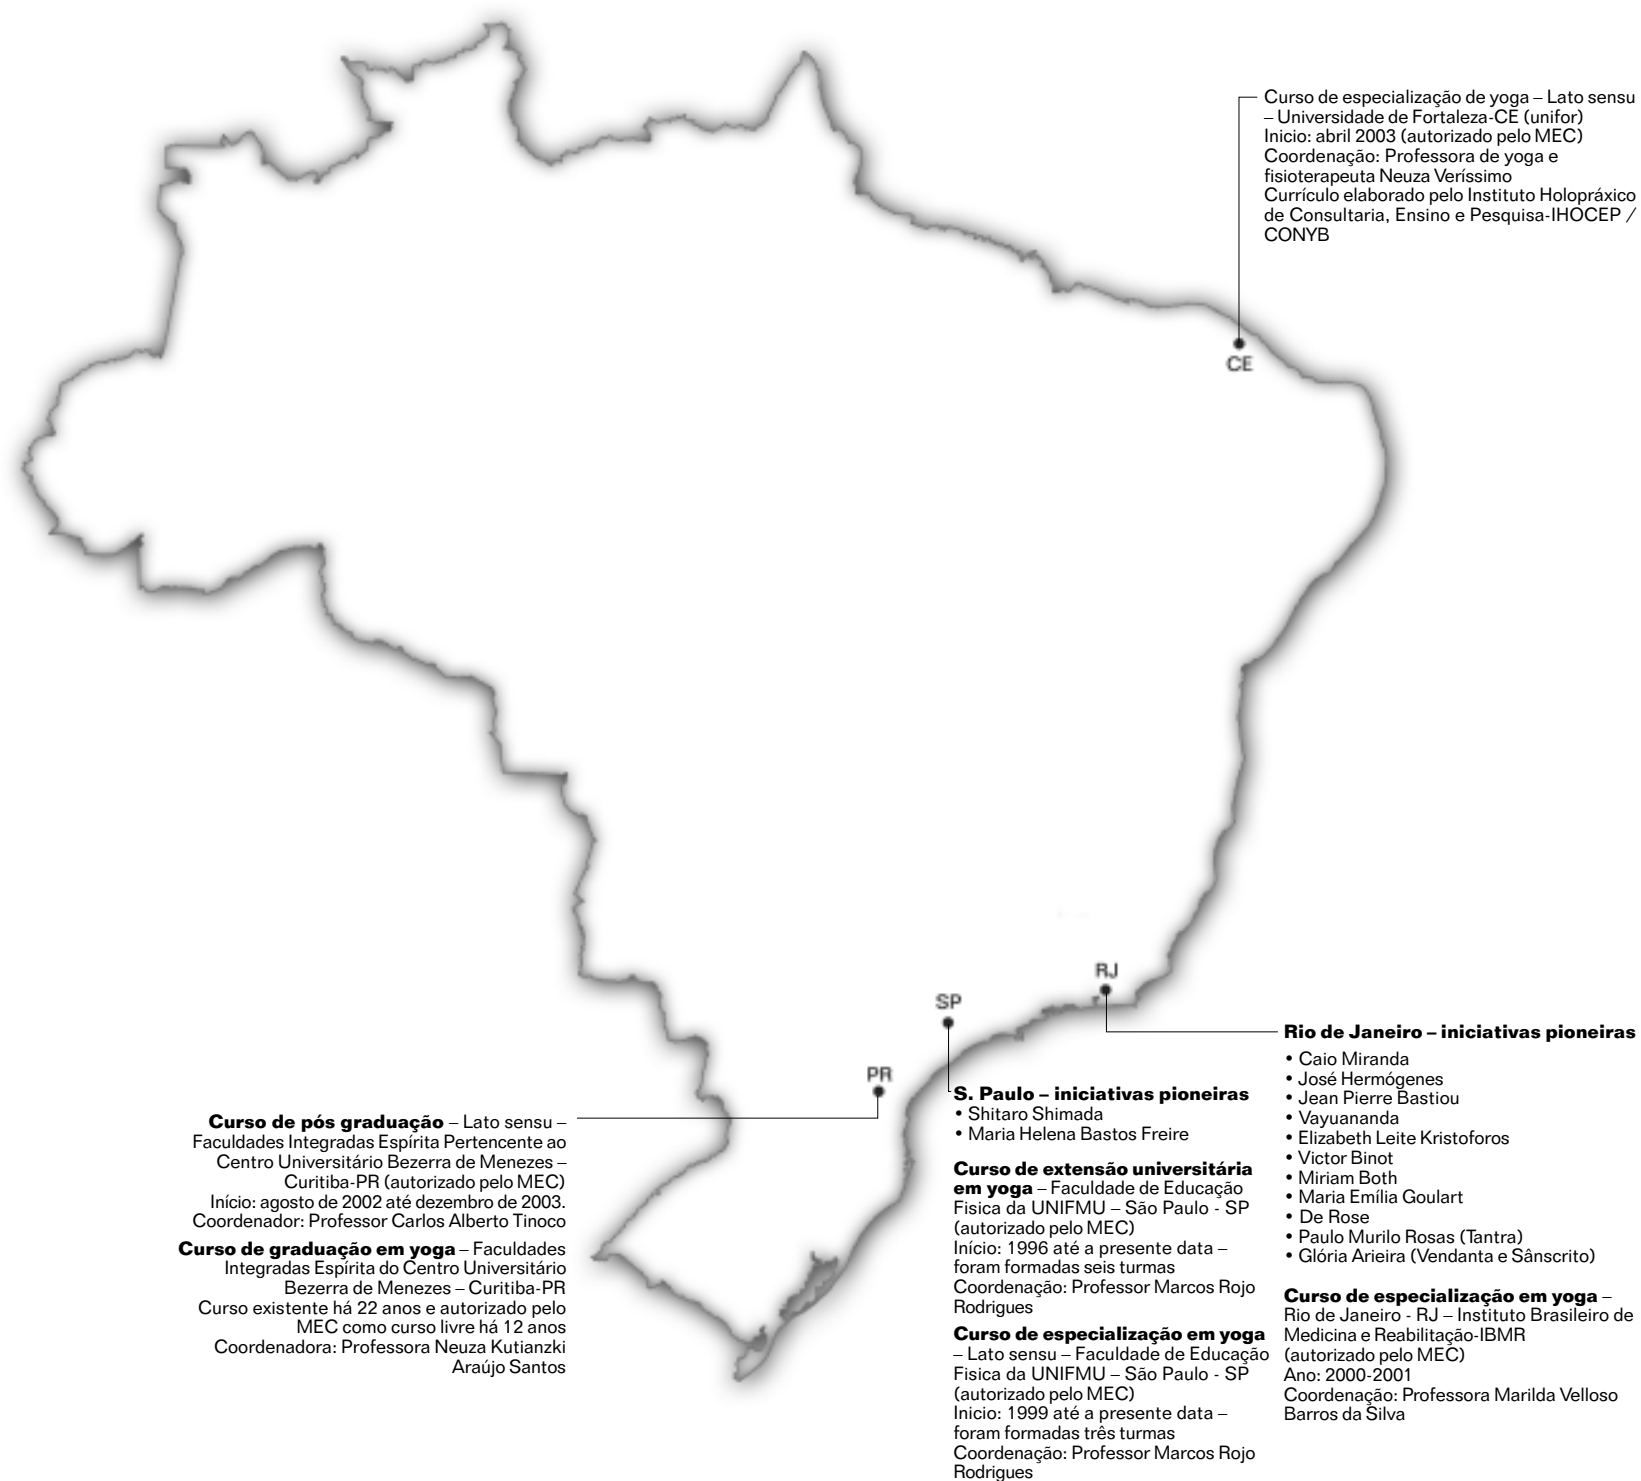 Curso de especialização de yoga – Lato sensu
– Universidade de Fortaleza-CE (unifor)
Inicio: abril 2003 (autorizado pelo MEC)
Coordenação: Professora de yoga e
fisioterapeuta Neuza Veríssimo
Currículo elaborado pelo Instituto Holopráxico
de Consultaria, Ensino e Pesquisa-IHOCEP /
CONYB
CE
RJ
SP
PR
Curso de pós graduação – Lato sensu –
Faculdades Integradas Espírita Pertencente ao
Centro Universitário Bezerra de Menezes –
Curitiba-PR (autorizado pelo MEC)
Início: agosto de 2002 até dezembro de 2003.
Coordenador: Professor Carlos Alberto Tinoco
Curso de graduação em yoga – Faculdades
Integradas Espírita do Centro Universitário
Bezerra de Menezes – Curitiba-PR
Curso existente há 22 anos e autorizado pelo
MEC como curso livre há 12 anos
Coordenadora: Professora Neuza Kutianzki
Araújo Santos
S. Paulo – iniciativas pioneiras
• Shitaro Shimada
• Maria Helena Bastos Freire
Curso de extensão universitária
em yoga – Faculdade de Educação
Fisica da UNIFMU – São Paulo - SP
(autorizado pelo MEC)
Início: 1996 até a presente data –
foram formadas seis turmas
Coordenação: Professor Marcos Rojo
Rodrigues
Curso de especialização em yoga
– Lato sensu – Faculdade de Educação
Fisica da UNIFMU – São Paulo - SP
(autorizado pelo MEC)
Inicio: 1999 até a presente data –
foram formadas três turmas
Coordenação: Professor Marcos Rojo
Rodrigues
Rio de Janeiro – iniciativas pioneiras
• Caio Miranda
• José Hermógenes
• Jean Pierre Bastiou
• Vayuananda
• Elizabeth Leite Kristoforos
• Victor Binot
• Miriam Both
• Maria Emília Goulart
• De Rose
• Paulo Murilo Rosas (Tantra)
• Glória Arieira (Vendanta e Sânscrito)
Curso de especialização em yoga –
Rio de Janeiro - RJ – Instituto Brasileiro de
Medicina e Reabilitação-IBMR
(autorizado pelo MEC)
Ano: 2000-2001
Coordenação: Professora Marilda Velloso
Barros da Silva